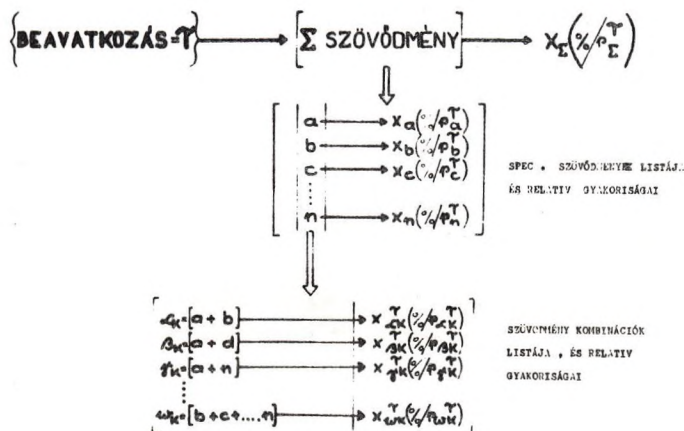 {BEAVATKOZÁS=τ} → [Σ SZÖVŐDMÉNY] → X_Σ(%/p_Σ^τ)
a → x_a(%/p_a^τ)
b → x_b(%/p_b^τ)
c → x_c(%/p_c^τ)
n → x_n(%/p_n^τ)
SPEC . SZÖVŐDMÉNYEK LISTÁJA
ÉS RELATIV GYAKORISÁGAI
α_K=[a + b] → x_αK^τ(%/p_αK^τ)
β_K=[a + d] → x_βK^τ(%/p_βK^τ)
γ_K=[a + n] → x_γK^τ(%/p_γK^τ)
ω_K=[b + c + .... n] → x_ωK^τ(%/p_ωK^τ)
SZÜVŐDMÉNY KOMBINÁCIÓK
LISTÁJA , ÉS RELATIV
GYAKORISÁGAI